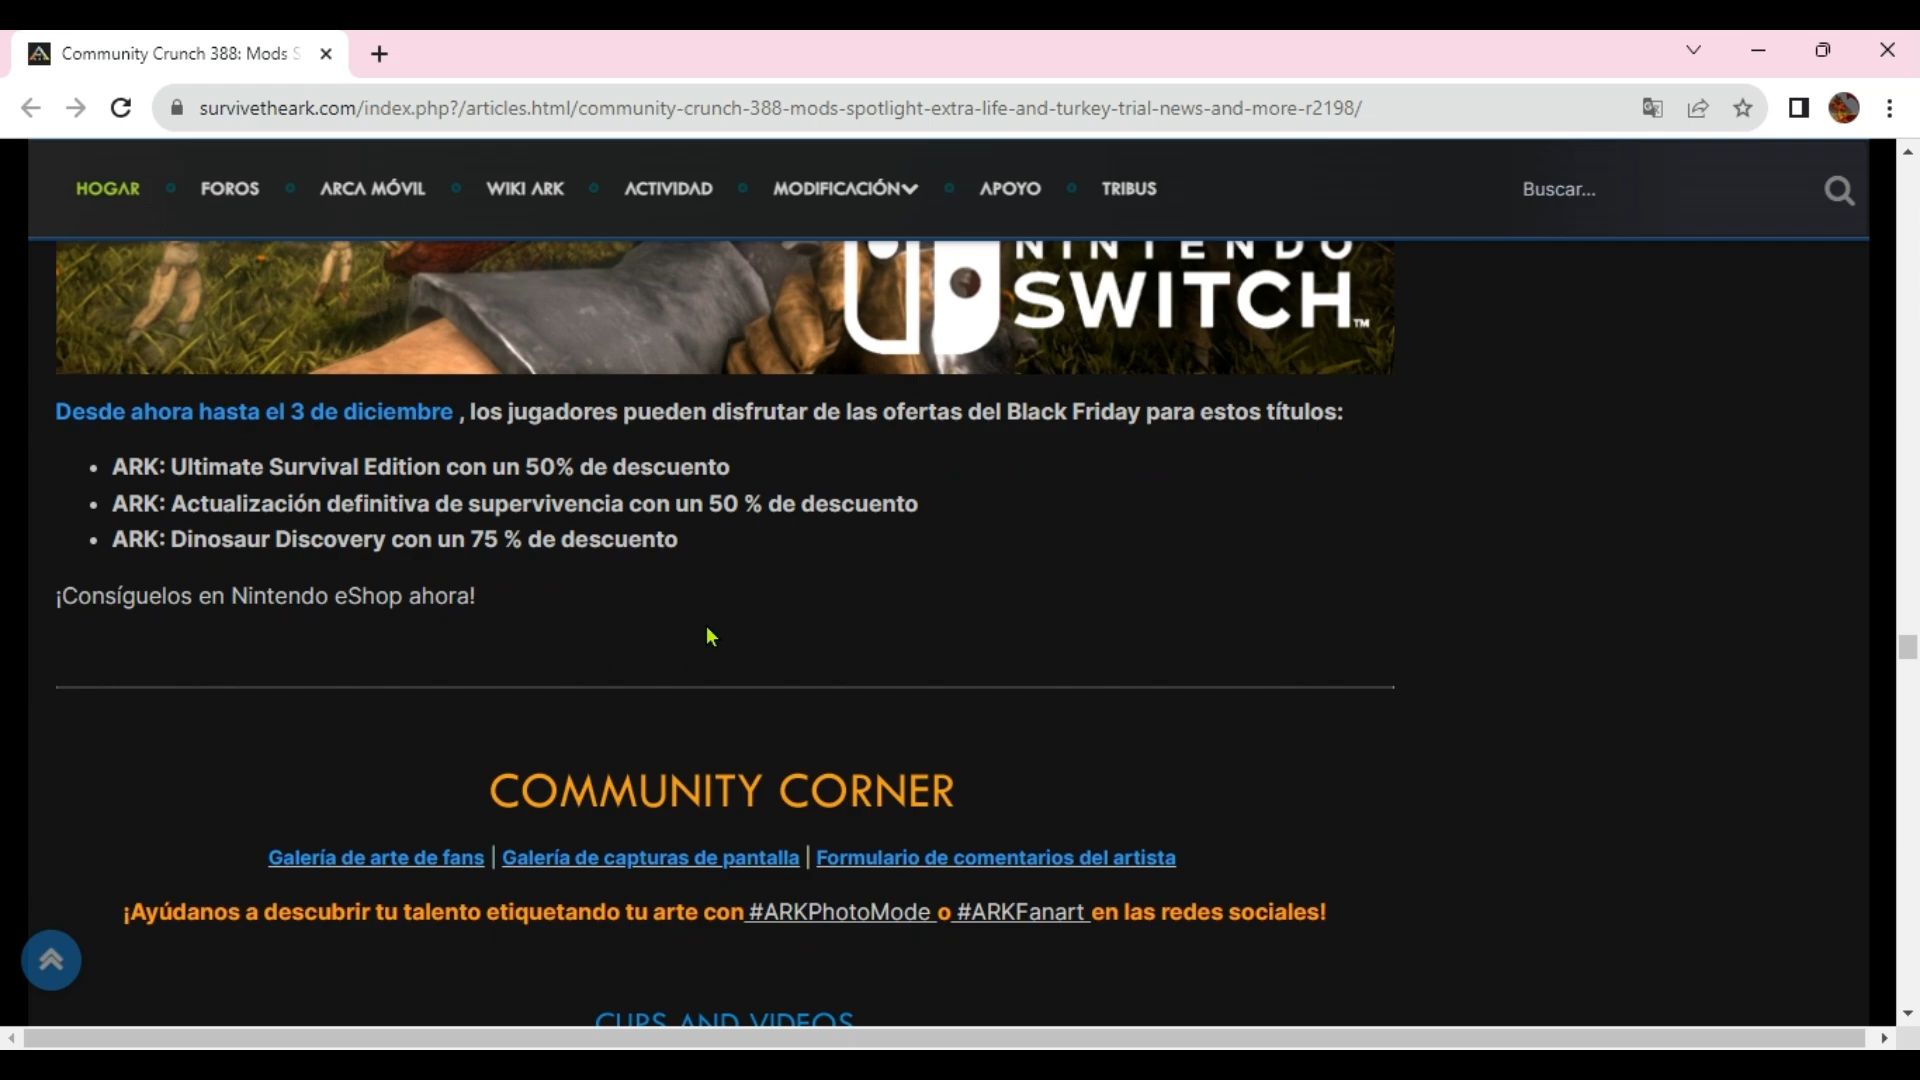 Community Crunch 388: Mods S
survivetheark.com/index.php?/articles.html/community-crunch-388-mods-spotlight-extra-life-and-turkey-trial-news-and-more-r2198/
HOGAR FOROS ARCA MÓVIL WIKI ARK ACTIVIDAD MODIFICACIÓN APOYO TRIBUS Buscar...
NINTENDO
SWITCH™
Desde ahora hasta el 3 de diciembre , los jugadores pueden disfrutar de las ofertas del Black Friday para estos títulos:
• ARK: Ultimate Survival Edition con un 50% de descuento
• ARK: Actualización definitiva de supervivencia con un 50 % de descuento
• ARK: Dinosaur Discovery con un 75 % de descuento
¡Consíguelos en Nintendo eShop ahora!
COMMUNITY CORNER
Galería de arte de fans | Galería de capturas de pantalla | Formulario de comentarios del artista
¡Ayúdanos a descubrir tu talento etiquetando tu arte con #ARKPhotoMode o #ARKFanart en las redes sociales!
CLIPS AND VIDEOS